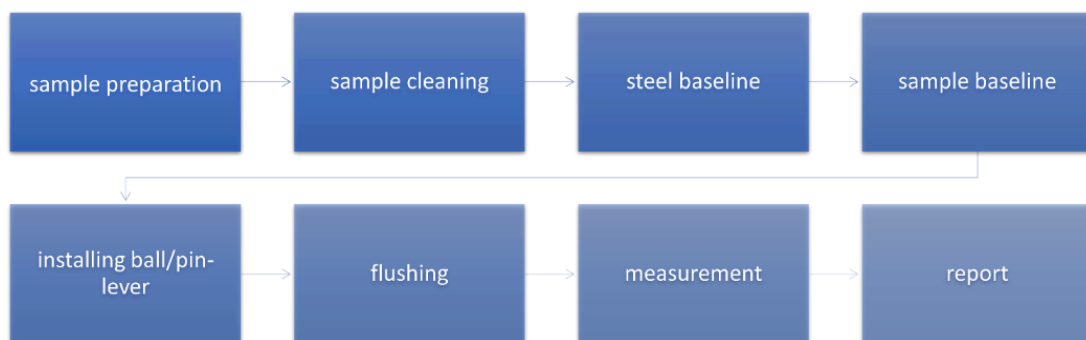 sample preparation
sample cleaning
steel baseline
sample baseline
installing ball/pin-
lever
flushing
measurement
report